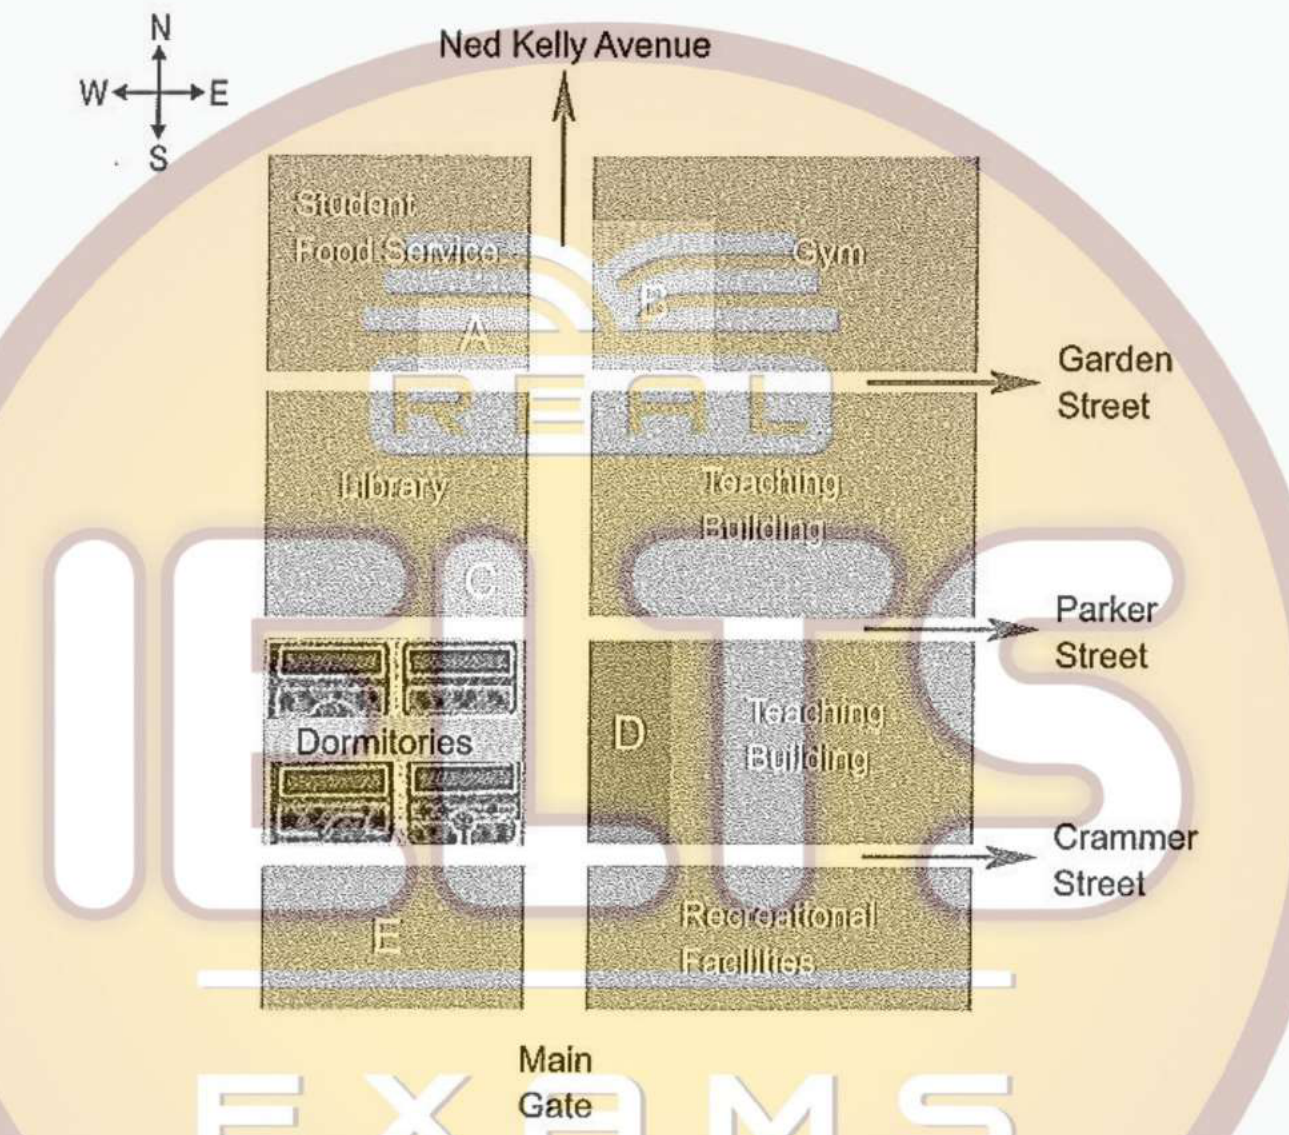 N
W E
S
Ned Kelly Avenue
Student
Food Service
Gym
A
B
Garden
Street
REAL
Library
Teaching
Building
IELTS
C
Parker
Street
Dormitories
D
Teaching
Building
Crammer
Street
E
Recreational
Facilities
Main
Gate
EXAMS